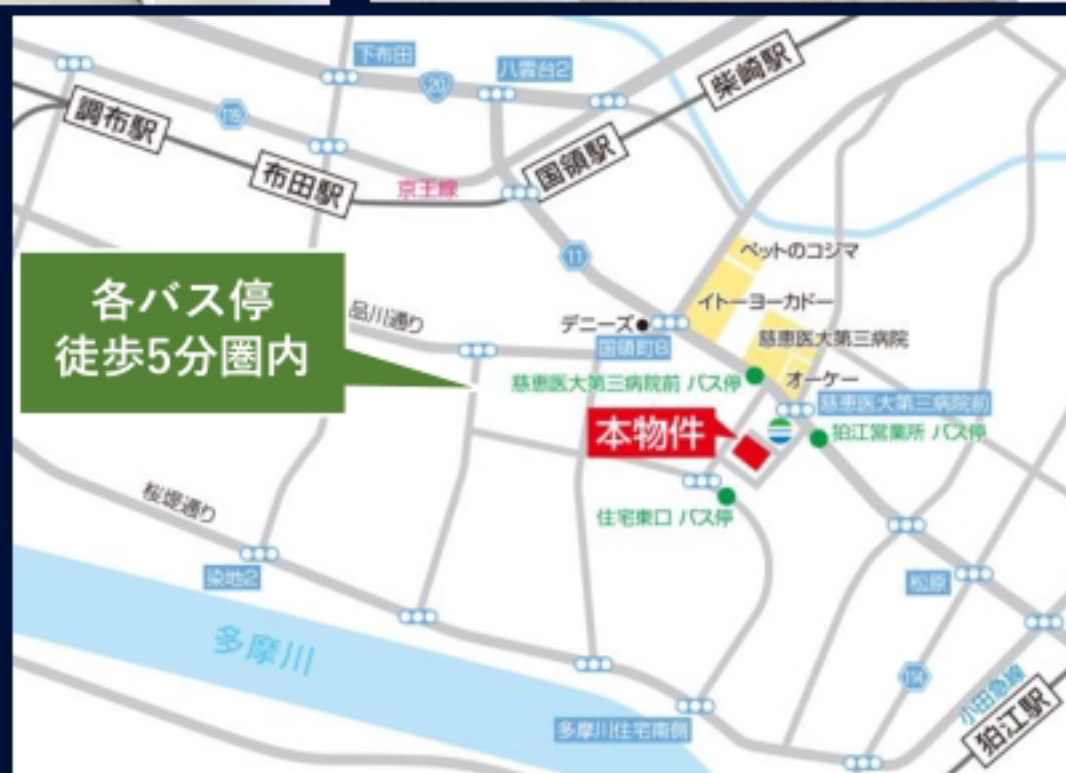 下布田
20
八雲台2
柴崎駅
調布駅
119
布田駅
京王線
国領駅
11
ペットのコジマ
イトーヨーカドー
各バス停
徒歩5分圏内
品川通り
デニーズ
国領町8
慈恵医大第三病院
慈恵医大第三病院前 バス停
オーケー
慈恵医大第三病院前
本物件
狛江営業所 バス停
住宅東口 バス停
桜堤通り
染地2
松原
多摩川
114
小田急線
狛江駅
多摩川住宅南側